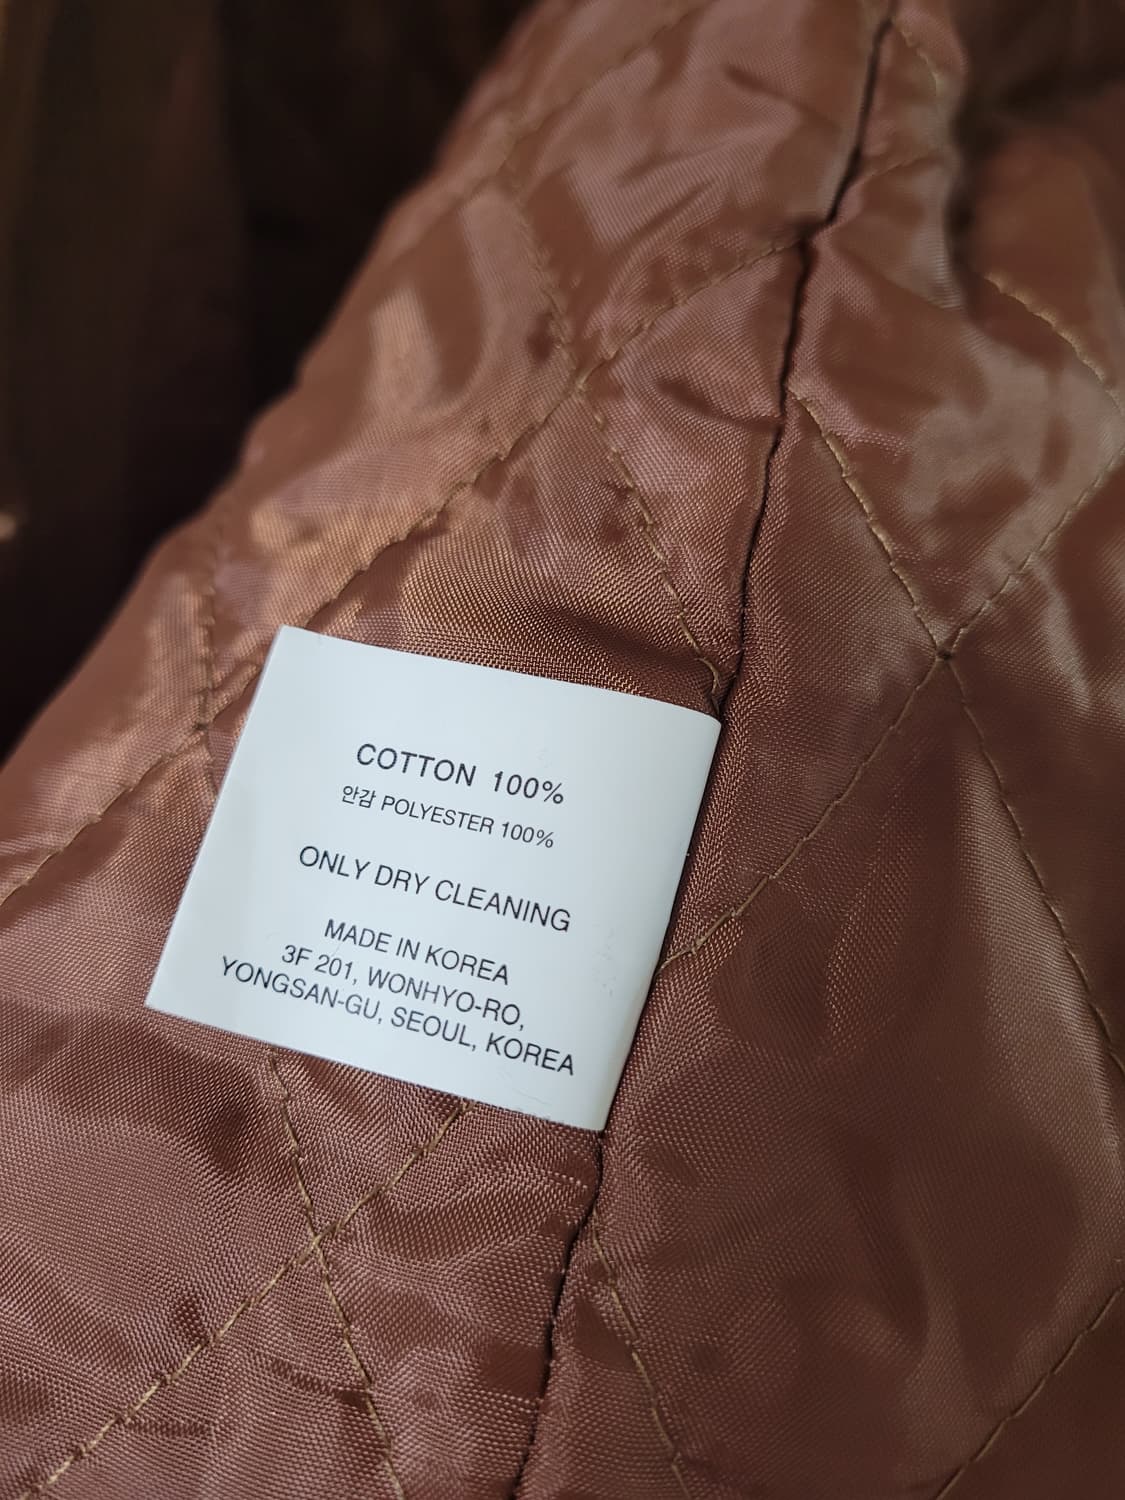 COTTON 100%
안감 POLYESTER 100%
ONLY DRY CLEANING
MADE IN KOREA
3F 201, WONHYO-RO,
YONGSAN-GU, SEOUL, KOREA